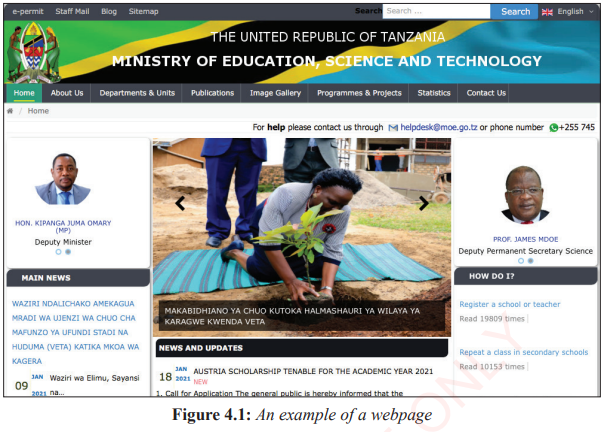 e-permit Staff Mail Blog Sitemap
Search Search ... Search English
THE UNITED REPUBLIC OF TANZANIA
MINISTRY OF EDUCATION, SCIENCE AND TECHNOLOGY
Home About Us Departments & Units Publications Image Gallery Programmes & Projects Statistics Contact Us
/ Home
For help please contact us through helpdesk@moe.go.tz or phone number +255 745
HON. KIPANGA JUMA OMARY
(MP)
Deputy Minister
MAIN NEWS
WAZIRI NDALICHAKO AMEKAGUA
MRADI WA UJENZI WA CHUO CHA
MAFUNZO YA UFUNDI STADI NA
HUDUMA (VETA) KATIKA MKOA WA
KAGERA
09 JAN 2021 Waziri wa Elimu, Sayansi
na...
MAKABIDHIANO YA CHUO KUTOKA HALMASHAURI YA WILAYA YA
KARAGWE KWENDA VETA
NEWS AND UPDATES
18 JAN 2021 AUSTRIA SCHOLARSHIP TENABLE FOR THE ACADEMIC YEAR 2021
NEW
1. Call for Application The general public is hereby informed that the
PROF. JAMES MDOE
Deputy Permanent Secretary Science
HOW DO I?
Register a school or teacher
Read 19809 times
Repeat a class in secondary schools
Read 10153 times
ONLY
Figure 4.1: An example of a webpage